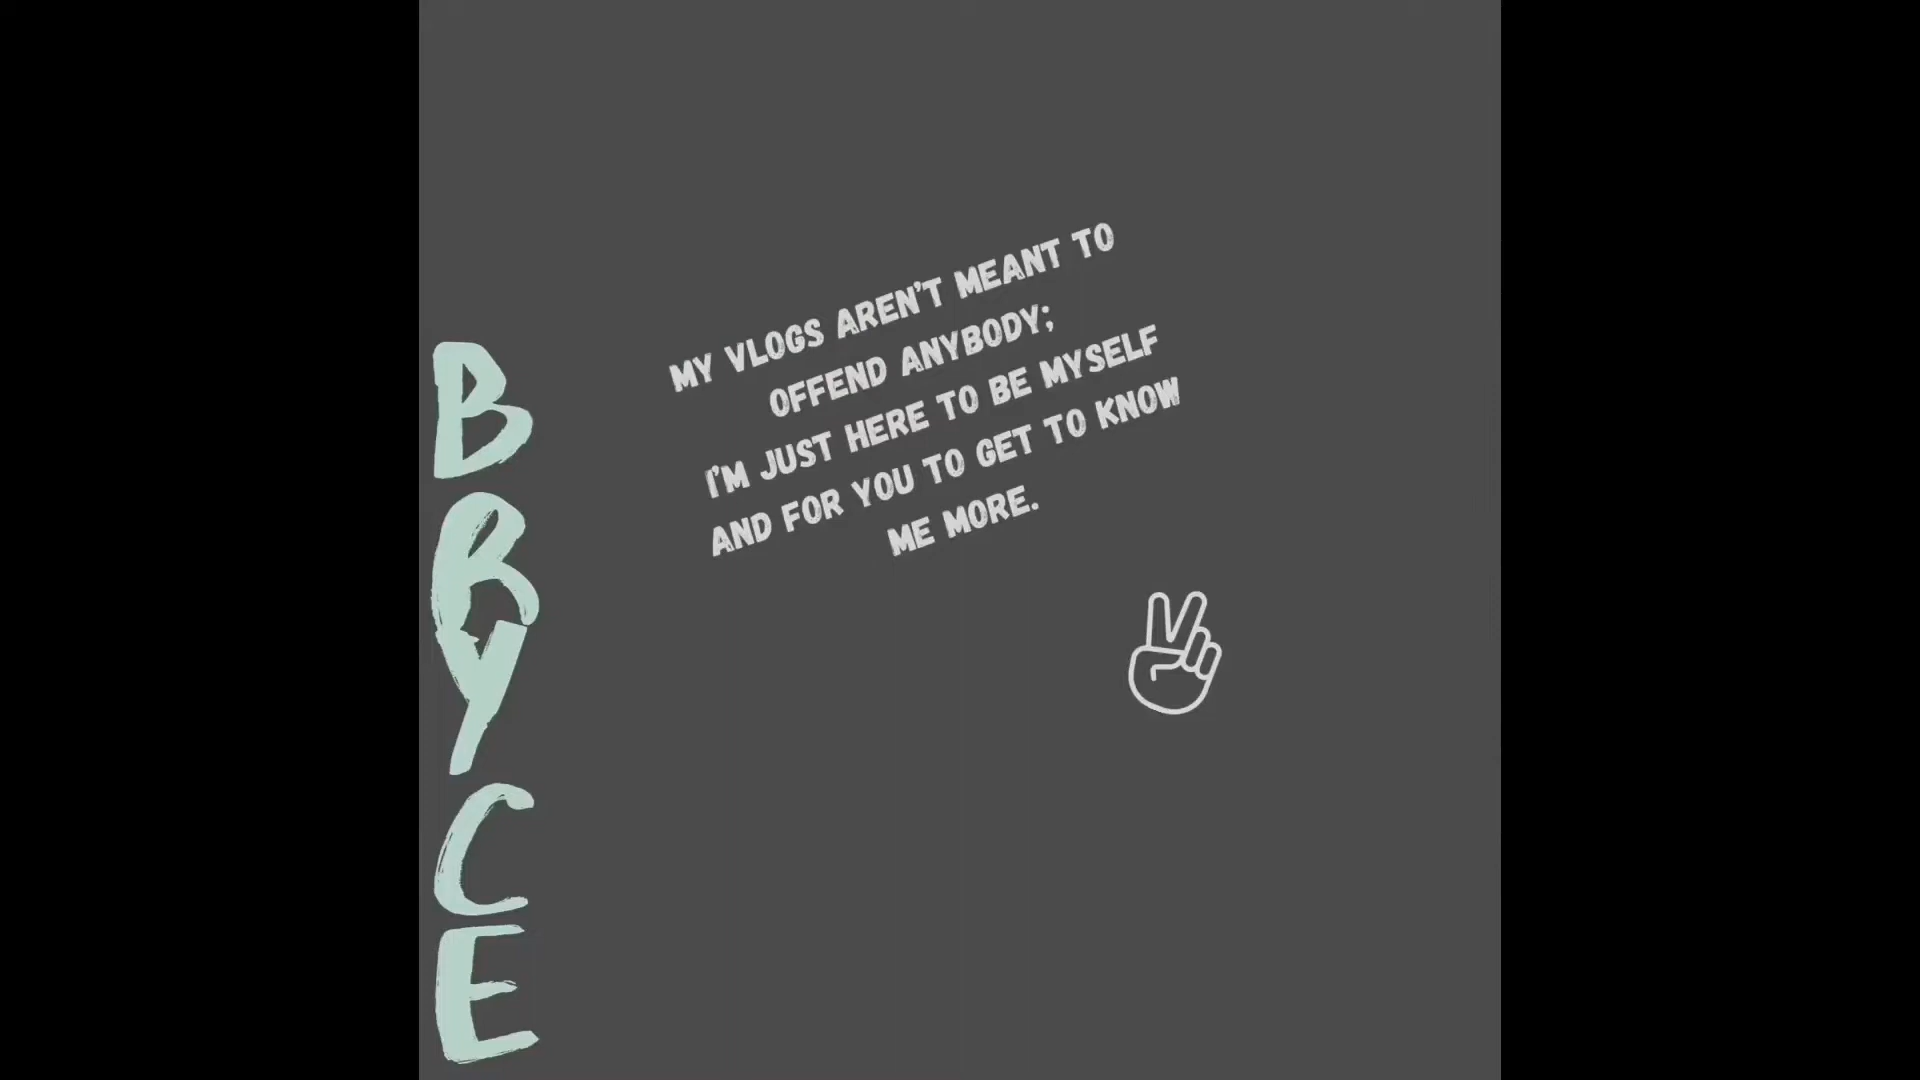 MY VLOGS AREN'T MEANT TO
OFFEND ANYBODY;
I'M JUST HERE TO BE MYSELF
AND FOR YOU TO GET TO KNOW
ME MORE.
BRYCE